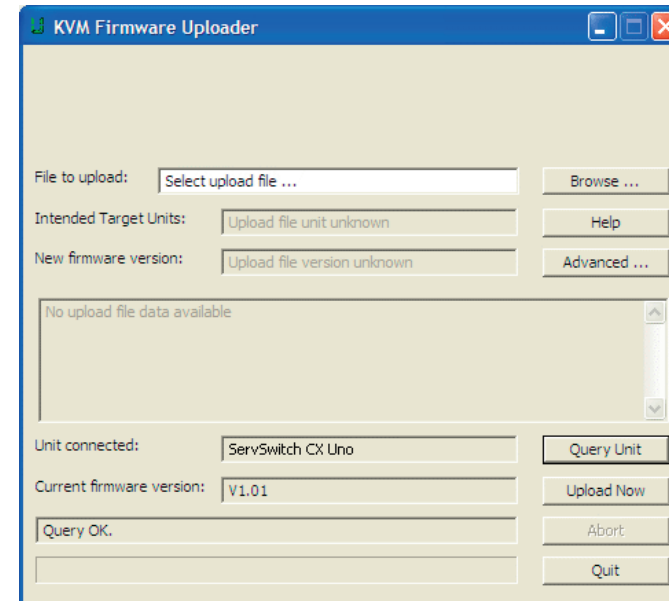 KVM Firmware Uploader
File to upload: Select upload file ... Browse ...
Intended Target Units: Upload file unit unknown Help
New firmware version: Upload file version unknown Advanced ...
No upload file data available
Unit connected: ServSwitch CX Uno Query Unit
Current firmware version: V1.01 Upload Now
Query OK. Abort
Quit